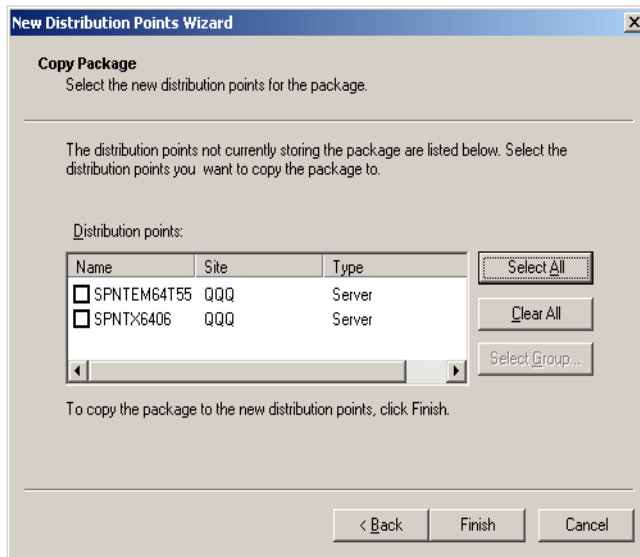 New Distribution Points Wizard
Copy Package
Select the new distribution points for the package.
The distribution points not currently storing the package are listed below. Select the
distribution points you want to copy the package to.
Distribution points:
Name Site Type
SPNTEM64T55 QQQ Server
SPNTX6406 QQQ Server
Select All
Clear All
Select Group...
To copy the package to the new distribution points, click Finish.
< Back Finish Cancel